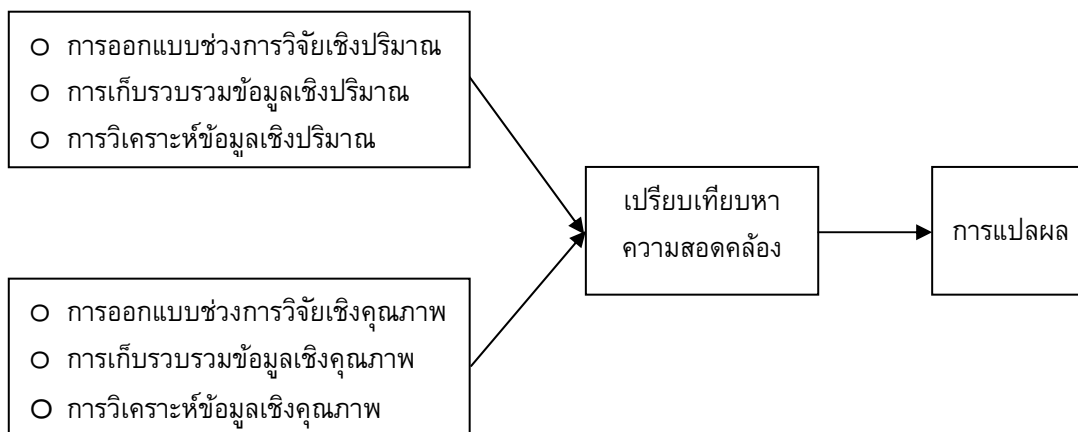 การออกแบบช่วงการวิจัยเชิงปริมาณ
การเก็บรวบรวมข้อมูลเชิงปริมาณ
การวิเคราะห์ข้อมูลเชิงปริมาณ
เปรียบเทียบหา
ความสอดคล้อง
การแปลผล
การออกแบบช่วงการวิจัยเชิงคุณภาพ
การเก็บรวบรวมข้อมูลเชิงคุณภาพ
การวิเคราะห์ข้อมูลเชิงคุณภาพ